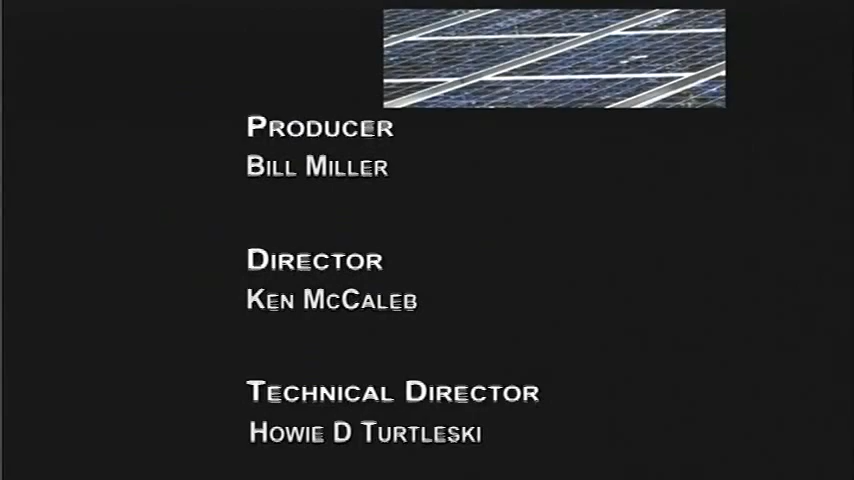 PRODUCER
BILL MILLER
DIRECTOR
KEN MCCALEB
TECHNICAL DIRECTOR
HOWIE D TURTLESKI